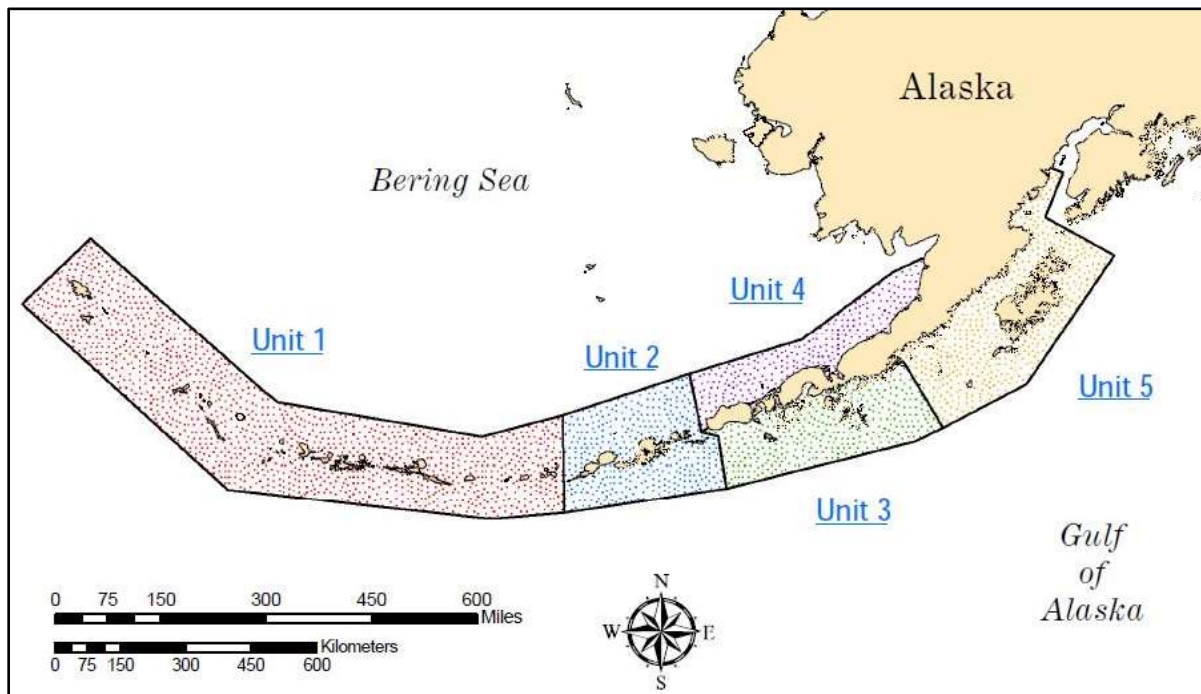 Alaska
Bering Sea
Unit 4
Unit 1
Unit 2
Unit 5
Unit 3
Gulf
of
Alaska
0 75 150 300 450 600
Miles
Kilometers
0 75 150 300 450 600
N
W E
S